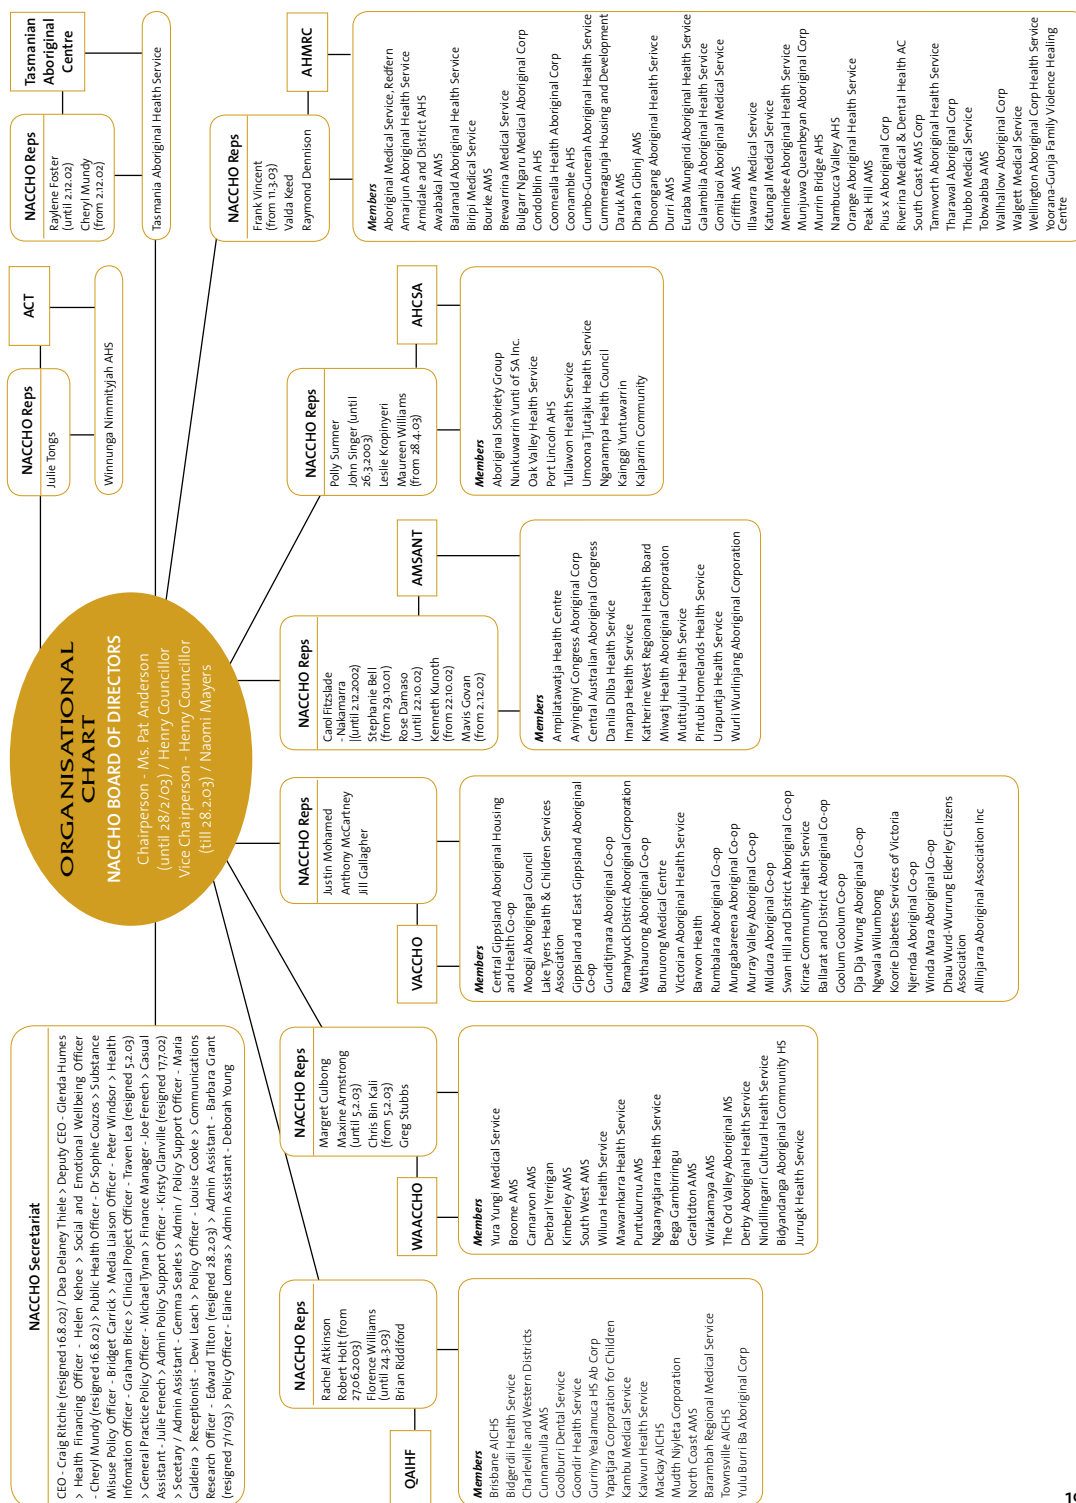 ORGANISATIONAL
CHART
NACCHO BOARD OF DIRECTORS
Chairperson - Ms. Pat Anderson
(until 28/2/03) / Henry Councillor
Vice Chairperson - Henry Councillor
(till 28.2.03) / Naomi Mayers
NACCHO Secretariat
CEO - Craig Ritchie (resigned 16.8.02) / Dea Delaney Thiele > Deputy CEO - Glenda Humes
> Health Financing Officer - Helen Kehoe > Social and Emotional Wellbeing Officer
- Cheryl Mundy (resigned 16.8.02) > Public Health Officer - Dr Sophie Couzos > Substance
Misuse Policy Officer - Bridget Carrick > Media Liaison Officer - Peter Windsor > Health
Infomation Officer - Graham Brice > Clinical Project Officer - Traven Lea (resigned 5.2.03)
> General Practice Policy Officer - Michael Tynan > Finance Manager - Joe Fenech > Casual
Assistant - Julie Fenech > Admin Policy Support Officer - Kirsty Glanville (resigned 17.7.02)
> Secetary / Admin Assistant - Gemma Searles > Admin / Policy Support Officer - Maria
Caldeira > Receptionist - Dewi Leach > Policy Officer - Louise Cooke > Communications
Research Officer - Edward Tilton (resigned 28.2.03) > Admin Assistant - Barbara Grant
(resigned 7/1/03) > Policy Officer - Elaine Lomas > Admin Assistant - Deborah Young
QAIHF
NACCHO Reps
Rachel Atkinson
Robert Holt (from
27.06.2003)
Florence Williams
(until 24.3.03)
Brian Riddiford
Members
Brisbane AICHS
Bidgerdii Health Service
Charleville and Western Districts
Cunnamulla AMS
Goolburri Dental Service
Goondir Health Service
Gurriny Yealamuca HS Ab Corp
Yapatjara Corporation for Children
Kambu Medical Service
Kalwun Health Service
Mackay AICHS
Mudth Niyleta Corporation
North Coast AMS
Barambah Regional Medical Service
Townsville AICHS
Yulu Burri Ba Aboriginal Corp
WAACCHO
NACCHO Reps
Margret Culbong
Maxine Armstrong
(until 5.2.03)
Chris Bin Kali
(from 5.2.03)
Greg Stubbs
Members
Yura Yungi Medical Service
Broome AMS
Carnarvon AMS
Derbarl Yerrigan
Kimberley AMS
South West AMS
Wiluna Health Service
Mawarnkarra Health Service
Puntukurnu AMS
Ngaanyatjarra Health Service
Bega Garnbirringu
Geraltdton AMS
Wirakamaya AMS
The Ord Valley Aboriginal MS
Derby Aboriginal Health Service
Nindillingarri Cultural Health Service
Bidyandanga Aboriginal Community HS
Jurrugk Health Service
VACCHO
NACCHO Reps
Justin Mohamed
Anthony McCartney
Jill Gallagher
Members
Central Gippsland Aboriginal Housing
and Health Co-op
Moogji Aboringingal Council
Lake Tyers Health & Children Services
Association
Gippsland and East Gippsland Aboriginal
Co-op
Gunditjmara Aboriginal Co-op
Ramahyuck District Aboriginal Corporation
Wathaurong Aboriginal Co-op
Bunurong Medical Centre
Victorian Aboriginal Health Service
Barwon Health
Rumbalara Aboriginal Co-op
Mungabareena Aboriginal Co-op
Murray Valley Aboriginal Co-op
Mildura Aboriginal Co-op
Swan Hill and District Aboriginal Co-op
Kirrae Community Health Service
Ballarat and District Aboriginal Co-op
Goolum Goolum Co-op
Dja Dja Wrung Aboriginal Co-op
Ngwala Wilumbong
Koorie Diabetes Services of Victoria
Njernda Aboriginal Co-op
Winda Mara Aboriginal Co-op
Dhau Wurd-Wurrung Elderley Citizens
Association
Allinjarra Aboriginal Association Inc
NACCHO Reps
Carol Fitzslade
- Nakamarra
|(until 2.12.2002)
Stephanie Bell
(from 29.10.01)
Rose Damaso
(until 22.10.02)
Kenneth Kunoth
(from 22.10.02)
Mavis Govan
(from 2.12.02)
AMSANT
Members
Ampilatawatja Health Centre
Anyinginyi Congress Aboriginal Corp
Central Australian Aboriginal Congress
Danila Dilba Health Service
Imanpa Health Service
Katherine West Regional Health Board
Miwatj Health Aboriginal Corporation
Mutitujulu Health Service
Pintubi Homelands Health Service
Urapuntja Health Service
Wurli Wurlinjang Aboriginal Corporation
NACCHO Reps
Polly Sumner
John Singer (until
26.3.2003)
Leslie Kropinyeri
Maureen Williams
(from 28.4.03)
AHCSA
Members
Aboriginal Sobriety Group
Nunkuwarrin Yunti of SA Inc.
Oak Valley Health Service
Port Lincoln AHS
Tullawon Health Service
Umoona Tjutajku Health Service
Nganampa Health Council
Kainggi Yuntuwarrin
Kalparrin Community
NACCHO Reps
Julie Tongs
ACT
Winnunga Nimmityjah AHS
NACCHO Reps
Raylene Foster
(until 2.12.02)
Cheryl Mundy
(from 2.12.02)
Tasmanian
Aboriginal
Centre
Tasmania Aboriginal Health Service
NACCHO Reps
Frank Vincent
(from 11.3.03)
Valda Keed
Raymond Dennison
AHMRC
Members
Aboriginal Medical Service, Redfern
Amarjun Aboriginal Health Service
Armidale and District AHS
Awabakal AMS
Balranald Aboriginal Health Service
Biripi Medical Service
Bourke AMS
Brewarrina Medical Service
Bulgarr Ngaru Medical Aboriginal Corp
Condolblin AHS
Coomealla Health Aboriginal Corp
Coonamble AHS
Cumbo-Gunerah Aboriginal Health Service
Cummeragunja Housing and Development
Daruk AMS
Dharah Gibinj AMS
Dhoongang Aboriginal Health Serivce
Durri AMS
Euraba Mungindi Aboriginal Health Service
Galambila Aboriginal Health Service
Gomilaroi Aboriginal Medical Service
Griffith AMS
Illawarra Medical Service
Katungal Medical Service
Menindee Aboriginal Health Service
Munjuwa Queanbeyan Aboriginal Corp
Murrin Bridge AHS
Nambucca Valley AHS
Orange Aboriginal Health Service
Peak Hill AMS
Pius x Aboriginal Corp
Riverina Medical & Dental Health AC
South Coast AMS Corp
Tamworth Aboriginal Health Service
Tharawal Aboriginal Corp
Thubbo Medical Service
Tobwabba AMS
Wallhallow Aboriginal Corp
Walgett Medical Service
Wellington Aboriginal Corp Health Service
Yoorana-Gunja Family Violence Healing
Centre